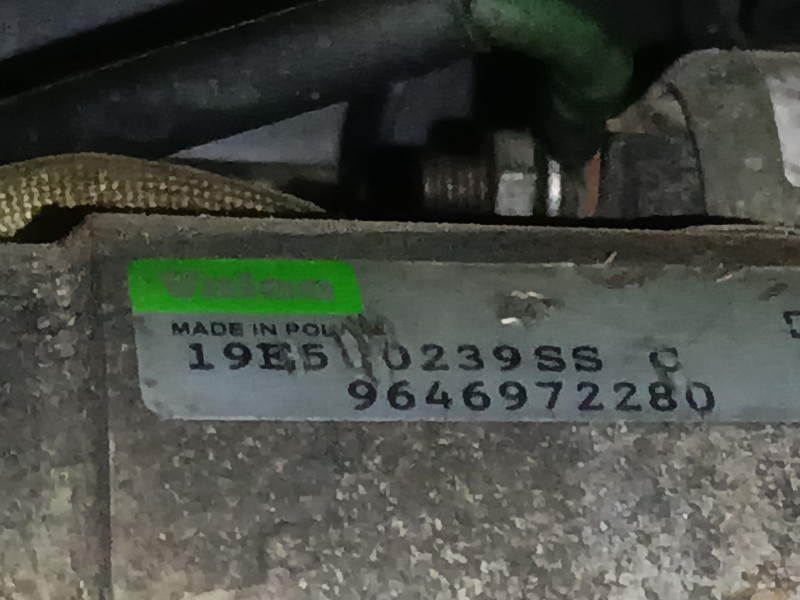 Valeo
MADE IN POLAND
19E5 0239SS C
9646972280